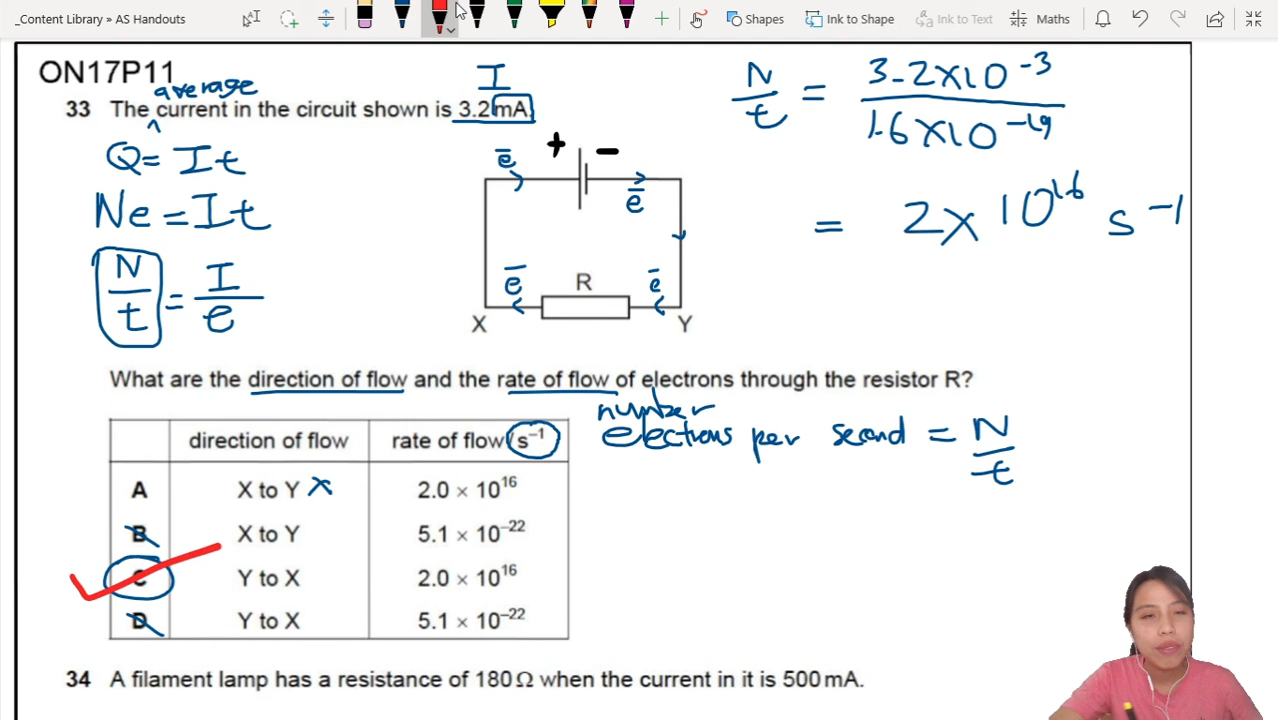 _Content Library » AS Handouts
Shapes
Ink to Shape
Ink to Text
Maths
ON17P11
average
I
33 The current in the circuit shown is 3.2 mA.
^
Q = It
Ne = It
N/t = I/e
+ −
e̅
e̅
e̅
R
e̅
X
Y
N/t = 3.2×10⁻³ / 1.6×10⁻¹⁹
= 2×10¹⁶ s⁻¹
What are the direction of flow and the rate of flow of electrons through the resistor R?
number
electrons per second = N/t
direction of flow rate of flow/s⁻¹
A X to Y × 2.0 × 10¹⁶
B X to Y 5.1 × 10⁻²²
C Y to X 2.0 × 10¹⁶
D Y to X 5.1 × 10⁻²²
34 A filament lamp has a resistance of 180 Ω when the current in it is 500 mA.